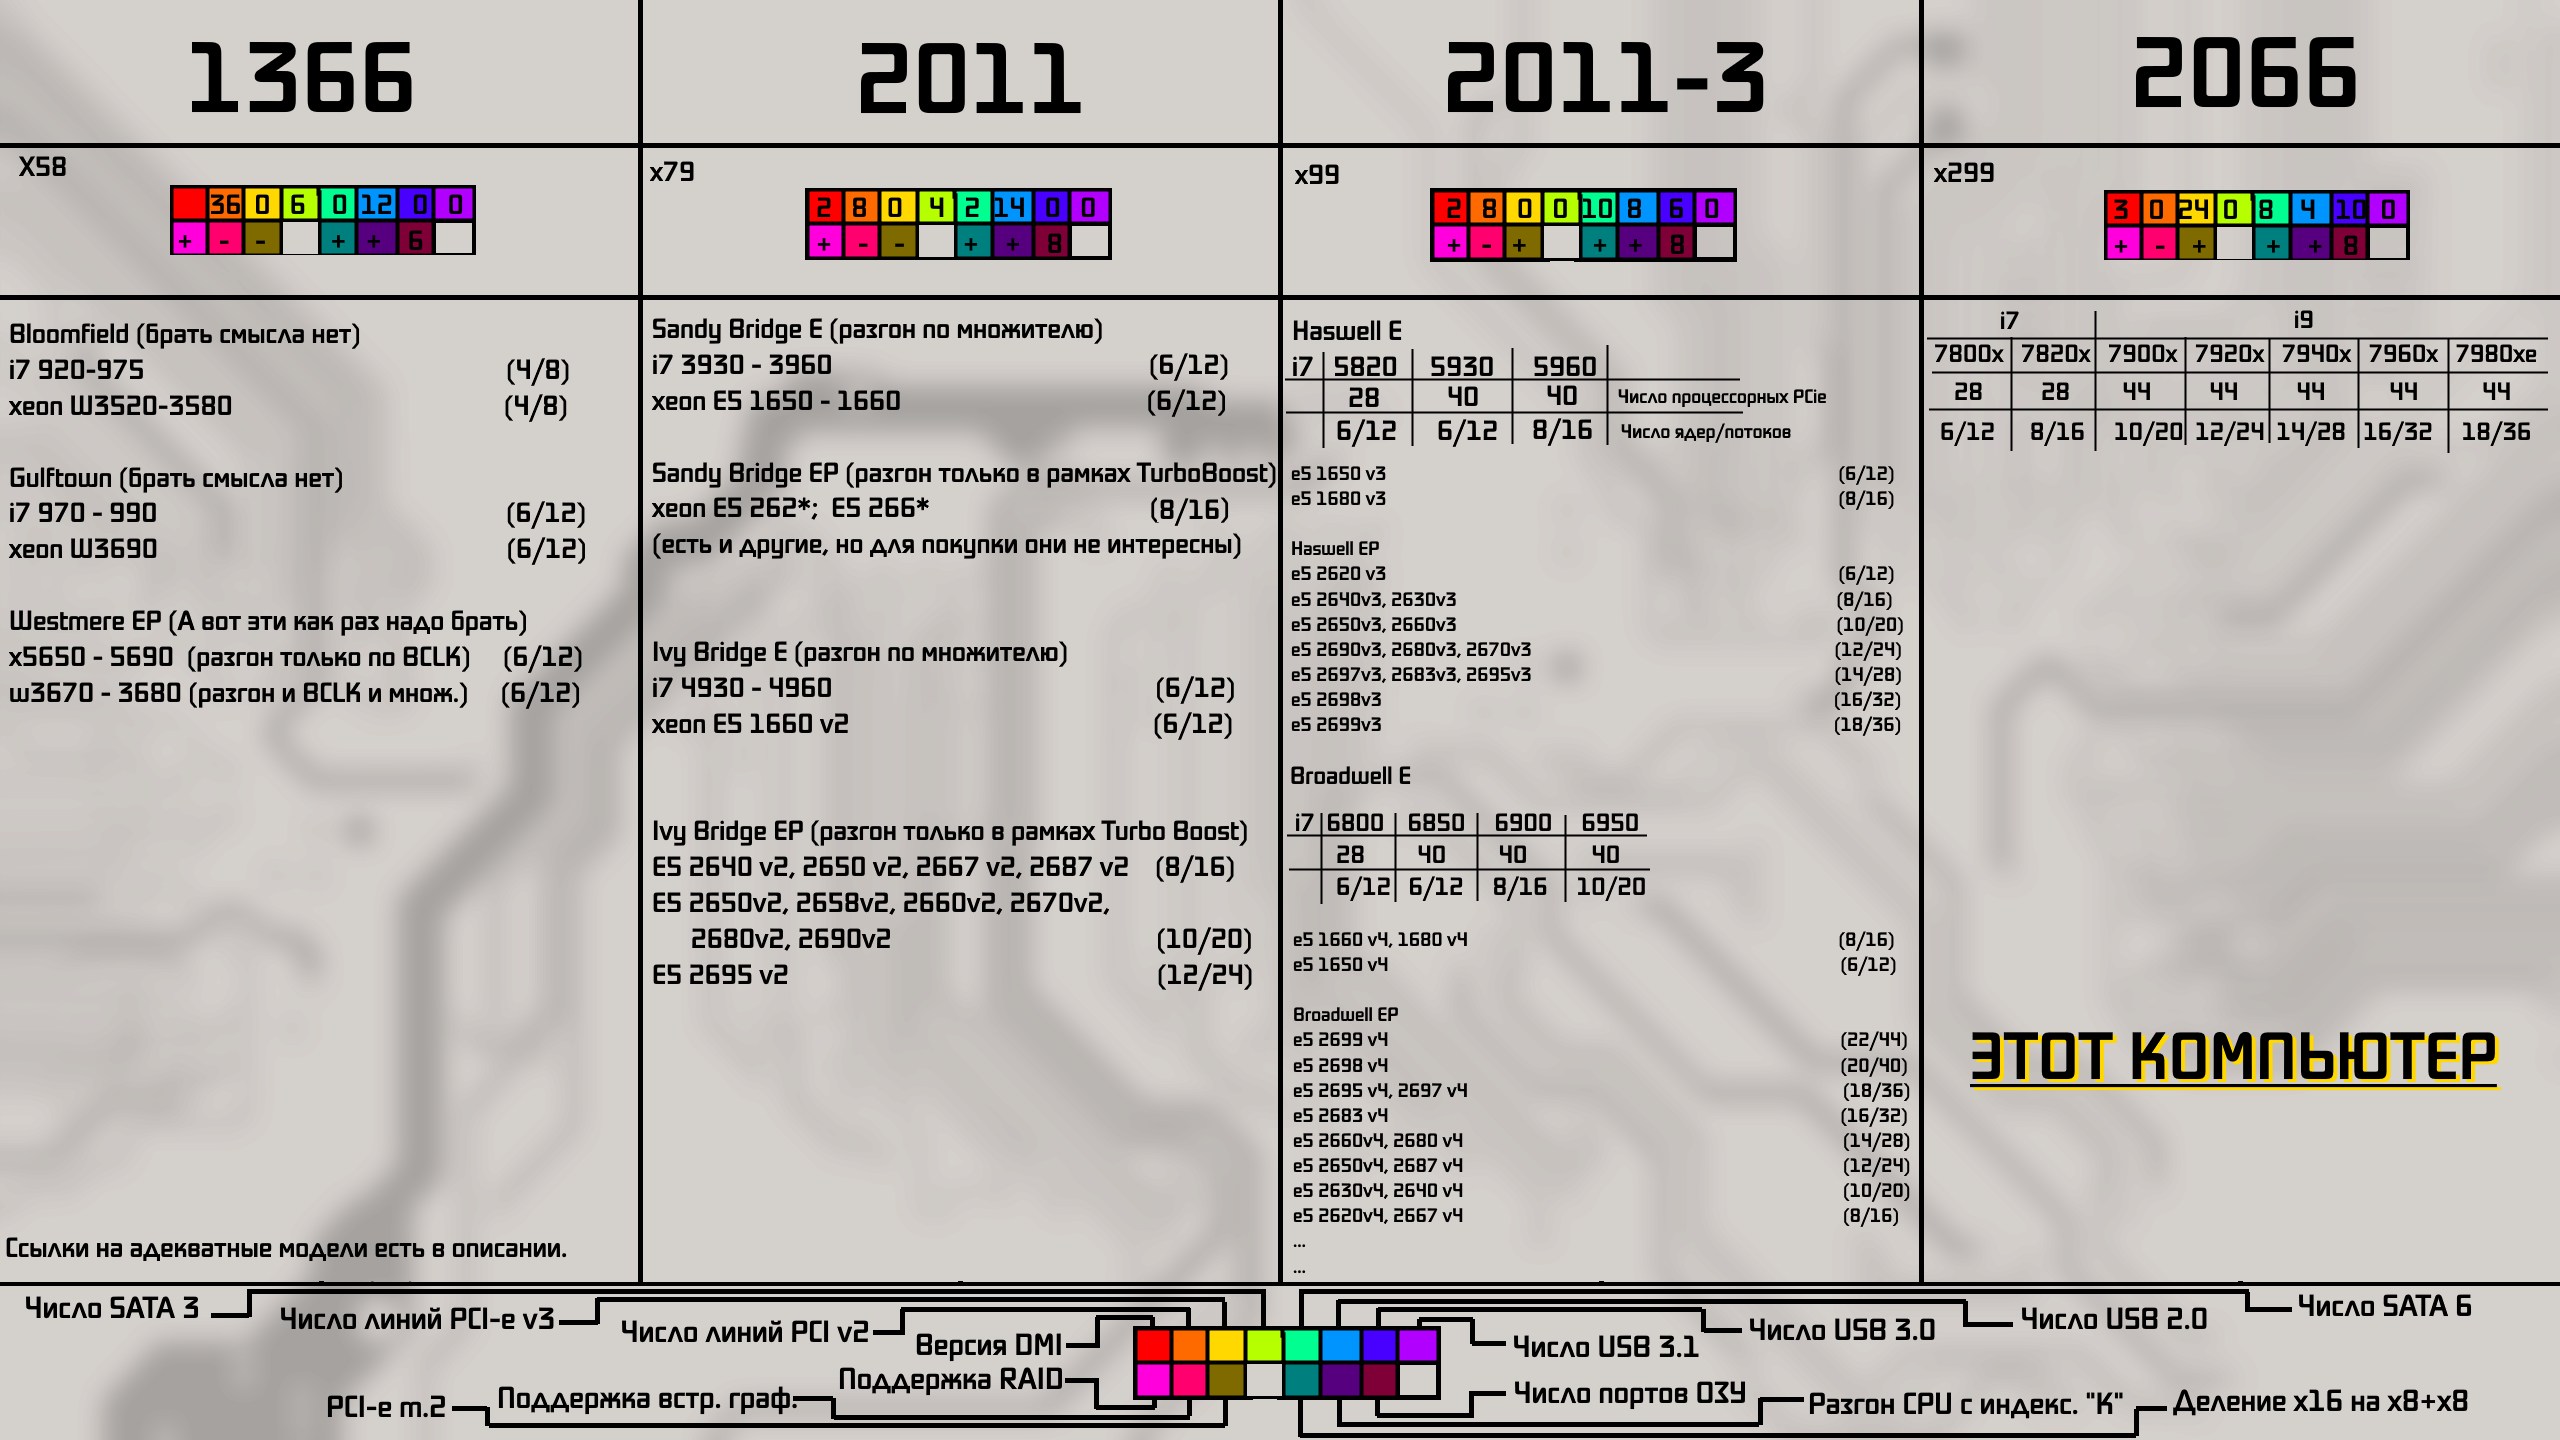 1366
X58
36 0 6 0 12 0 0
+ - - + + 6
Bloomfield (брать смысла нет)
i7 920-975 (4/8)
xeon W3520-3580 (4/8)
Gulftown (брать смысла нет)
i7 970 - 990 (6/12)
xeon W3690 (6/12)
Westmere EP (А вот эти как раз надо брать)
x5650 - 5690 (разгон только по BCLK) (6/12)
w3670 - 3680 (разгон и BCLK и множ.) (6/12)
Ссылки на адекватные модели есть в описании.
2011
x79
2 8 0 4 2 14 0 0
+ - - + + 8
Sandy Bridge E (разгон по множителю)
i7 3930 - 3960 (6/12)
xeon E5 1650 - 1660 (6/12)
Sandy Bridge EP (разгон только в рамках TurboBoost)
xeon E5 262*; E5 266* (8/16)
(есть и другие, но для покупки они не интересны)
Ivy Bridge E (разгон по множителю)
i7 4930 - 4960 (6/12)
xeon E5 1660 v2 (6/12)
Ivy Bridge EP (разгон только в рамках Turbo Boost)
E5 2640 v2, 2650 v2, 2667 v2, 2687 v2 (8/16)
E5 2650v2, 2658v2, 2660v2, 2670v2,
2680v2, 2690v2 (10/20)
E5 2695 v2 (12/24)
2011-3
x99
2 8 0 0 10 8 6 0
+ - + + + 8
Haswell E
i7 5820 5930 5960
28 40 40 Число процессорных PCie
6/12 6/12 8/16 Число ядер/потоков
e5 1650 v3 (6/12)
e5 1680 v3 (8/16)
Haswell EP
e5 2620 v3 (6/12)
e5 2640v3, 2630v3 (8/16)
e5 2650v3, 2660v3 (10/20)
e5 2690v3, 2680v3, 2670v3 (12/24)
e5 2697v3, 2683v3, 2695v3 (14/28)
e5 2698v3 (16/32)
e5 2699v3 (18/36)
Broadwell E
i7 6800 6850 6900 6950
28 40 40 40
6/12 6/12 8/16 10/20
e5 1660 v4, 1680 v4 (8/16)
e5 1650 v4 (6/12)
Broadwell EP
e5 2699 v4 (22/44)
e5 2698 v4 (20/40)
e5 2695 v4, 2697 v4 (18/36)
e5 2683 v4 (16/32)
e5 2660v4, 2680 v4 (14/28)
e5 2650v4, 2687 v4 (12/24)
e5 2630v4, 2640 v4 (10/20)
e5 2620v4, 2667 v4 (8/16)
...
...
2066
x299
3 0 24 0 8 4 10 0
+ - + + + 8
i7 i9
7800x 7820x 7900x 7920x 7940x 7960x 7980xe
28 28 44 44 44 44 44
6/12 8/16 10/20 12/24 14/28 16/32 18/36
ЭТОТ КОМПЬЮТЕР
Число SATA 3
Число линий PCI-e v3
Число линий PCI v2
Версия DMI
Поддержка RAID
Поддержка встр. граф.
PCI-e m.2
Число SATA 6
Число USB 2.0
Число USB 3.0
Число USB 3.1
Число портов ОЗУ
Разгон CPU с индекс. "К"
Деление x16 на x8+x8